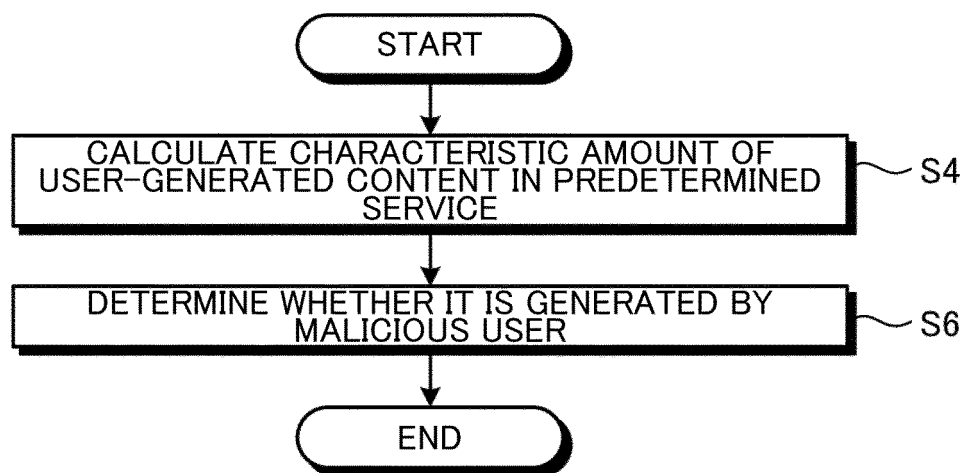 START
CALCULATE CHARACTERISTIC AMOUNT OF
USER-GENERATED CONTENT IN PREDETERMINED
SERVICE
S4
DETERMINE WHETHER IT IS GENERATED BY
MALICIOUS USER
S6
END